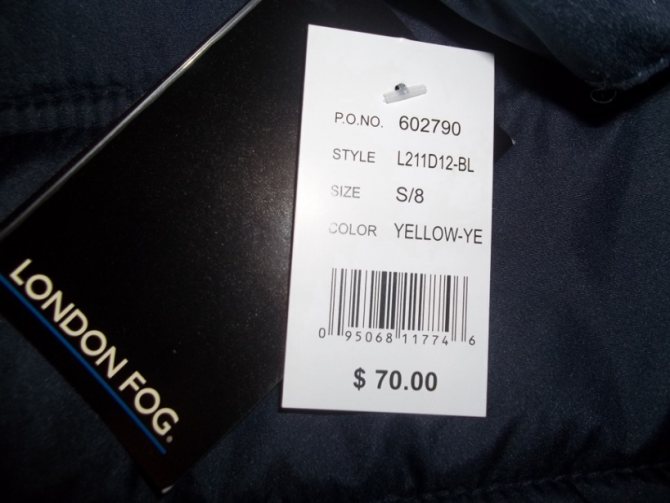 LONDON FOG.
P.O.NO. 602790
STYLE L211D12-BL
SIZE S/8
COLOR YELLOW-YE
0 95068 11774 6
$ 70.00